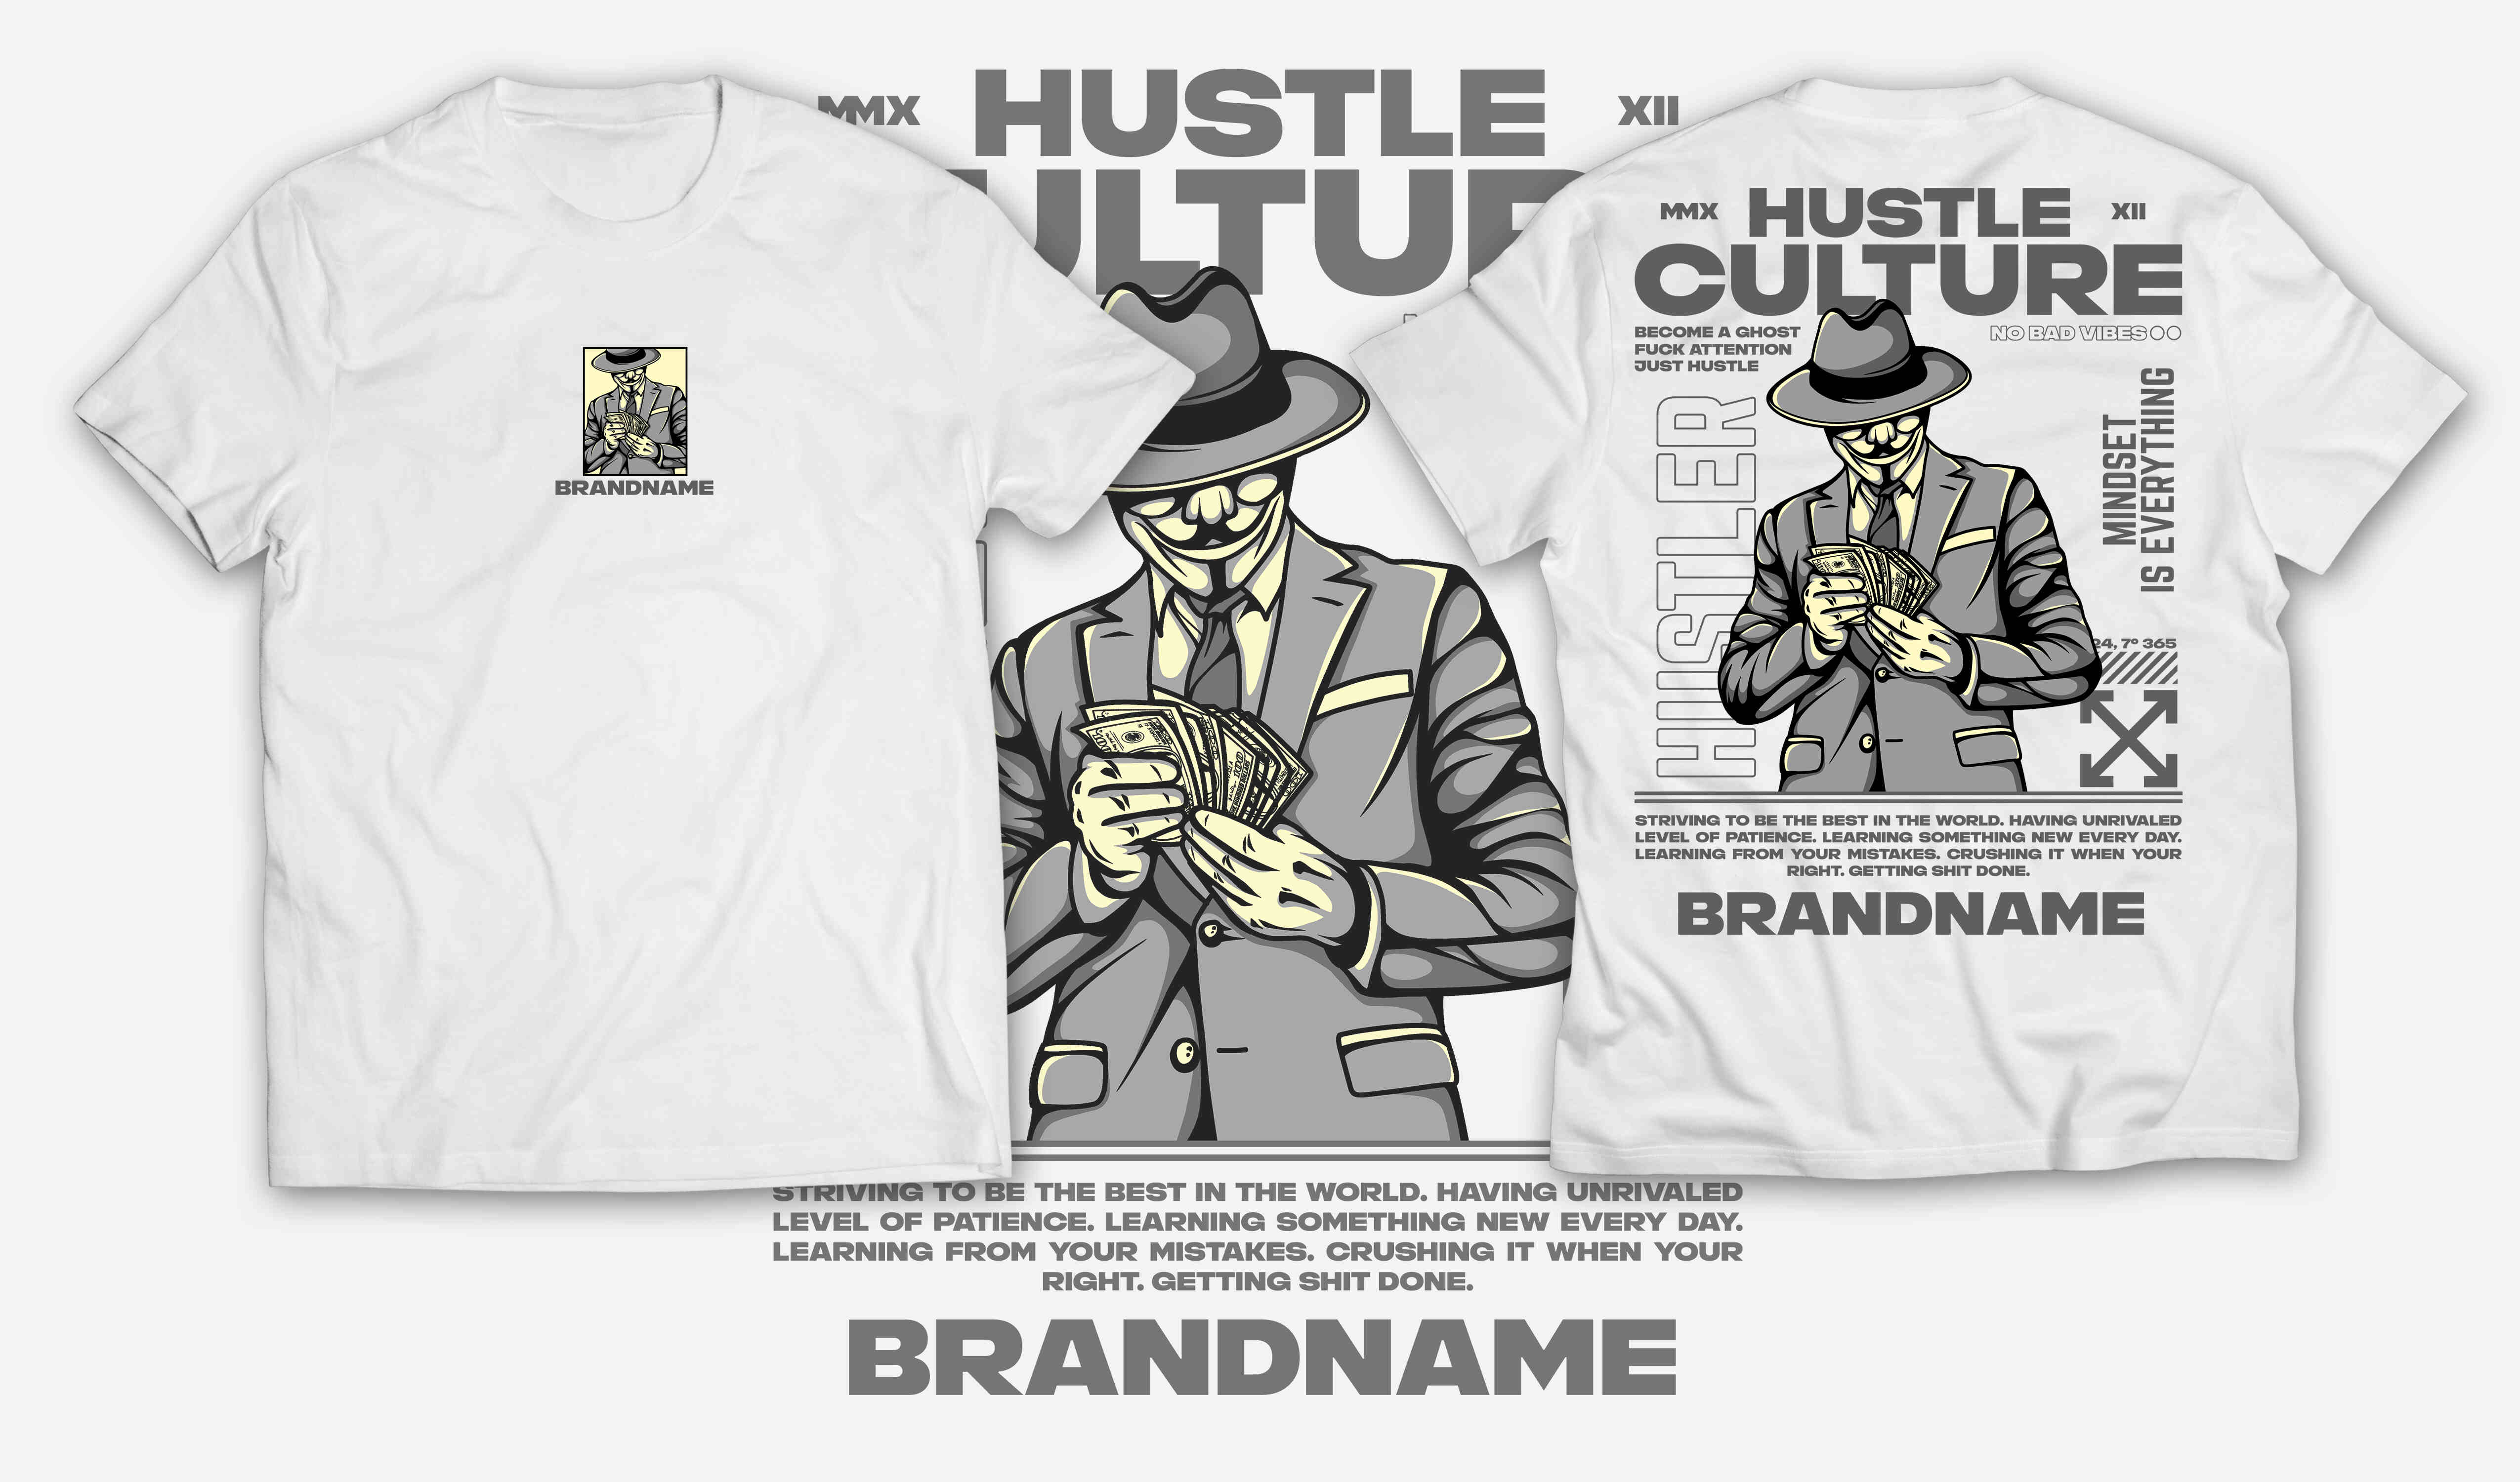 MMX HUSTLE XII
ULTUR
STRIVING TO BE THE BEST IN THE WORLD. HAVING UNRIVALED
LEVEL OF PATIENCE. LEARNING SOMETHING NEW EVERY DAY.
LEARNING FROM YOUR MISTAKES. CRUSHING IT WHEN YOUR
RIGHT. GETTING SHIT DONE.
BRANDNAME
BRANDNAME
MMX HUSTLE XII
CULTURE
BECOME A GHOST
FUCK ATTENTION
JUST HUSTLE
NO BAD VIBES
HUSTLER
MINDSET
IS EVERYTHING
24, 7º 365
STRIVING TO BE THE BEST IN THE WORLD. HAVING UNRIVALED
LEVEL OF PATIENCE. LEARNING SOMETHING NEW EVERY DAY.
LEARNING FROM YOUR MISTAKES. CRUSHING IT WHEN YOUR
RIGHT. GETTING SHIT DONE.
BRANDNAME